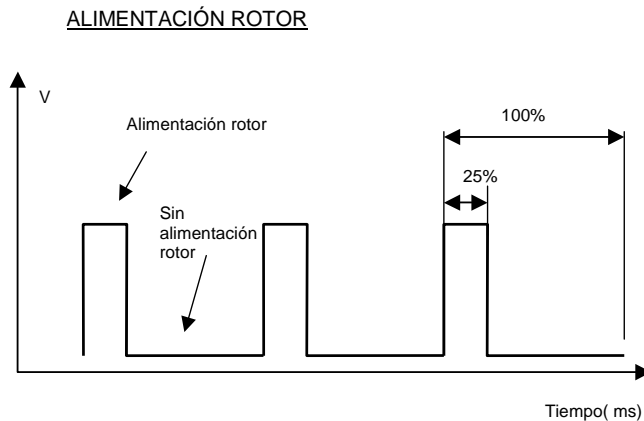 ALIMENTACIÓN ROTOR
V
Alimentación rotor
100%
25%
Sin
alimentación
rotor
Tiempo( ms)